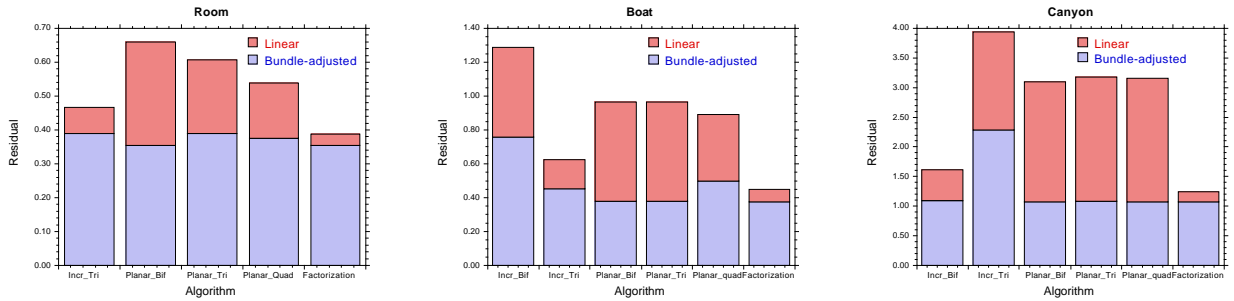 Room
0.70
0.60
0.50
0.40
0.30
0.20
0.10
0.00
Residual
Linear
Bundle-adjusted
Incr_Tri Planar_Bif Planar_Tri Planar_Quad Factorization
Algorithm
Boat
1.40
1.20
1.00
0.80
0.60
0.40
0.20
0.00
Residual
Linear
Bundle-adjusted
Incr_Bif Incr_Tri Planar_Bif Planar_Tri Planar_quad Factorization
Algorithm
Canyon
4.00
3.50
3.00
2.50
2.00
1.50
1.00
0.50
0.00
Residual
Linear
Bundle-adjusted
Incr_Bif Incr_Tri Planar_Bif Planar_Tri Planar_quad Factorization
Algorithm